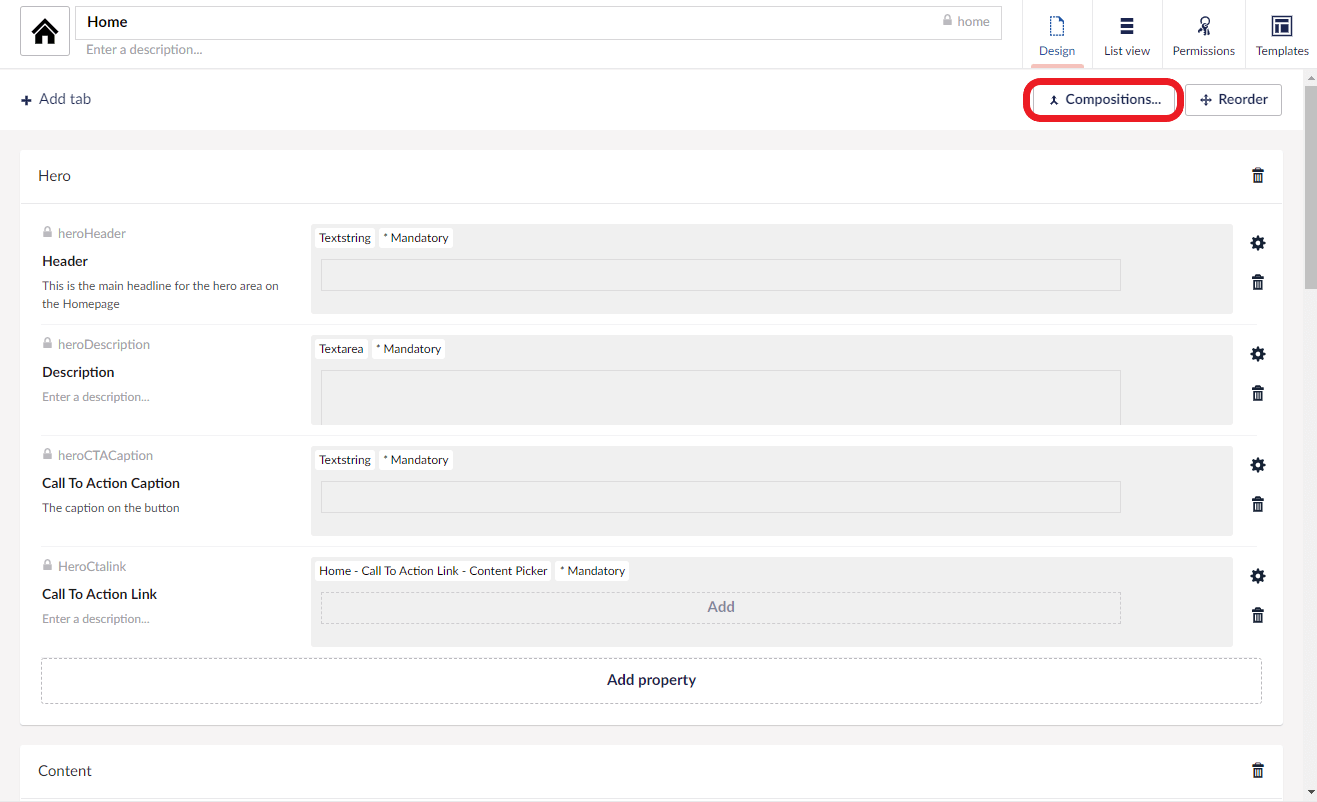 Home
home
Enter a description...
Design
List view
Permissions
Templates
Add tab
Compositions...
Reorder
Hero
heroHeader
Header
This is the main headline for the hero area on
the Homepage
Textstring
* Mandatory
heroDescription
Description
Enter a description...
Textarea
* Mandatory
heroCTACaption
Call To Action Caption
The caption on the button
Textstring
* Mandatory
HeroCtalink
Call To Action Link
Enter a description...
Home - Call To Action Link - Content Picker
* Mandatory
Add
Add property
Content